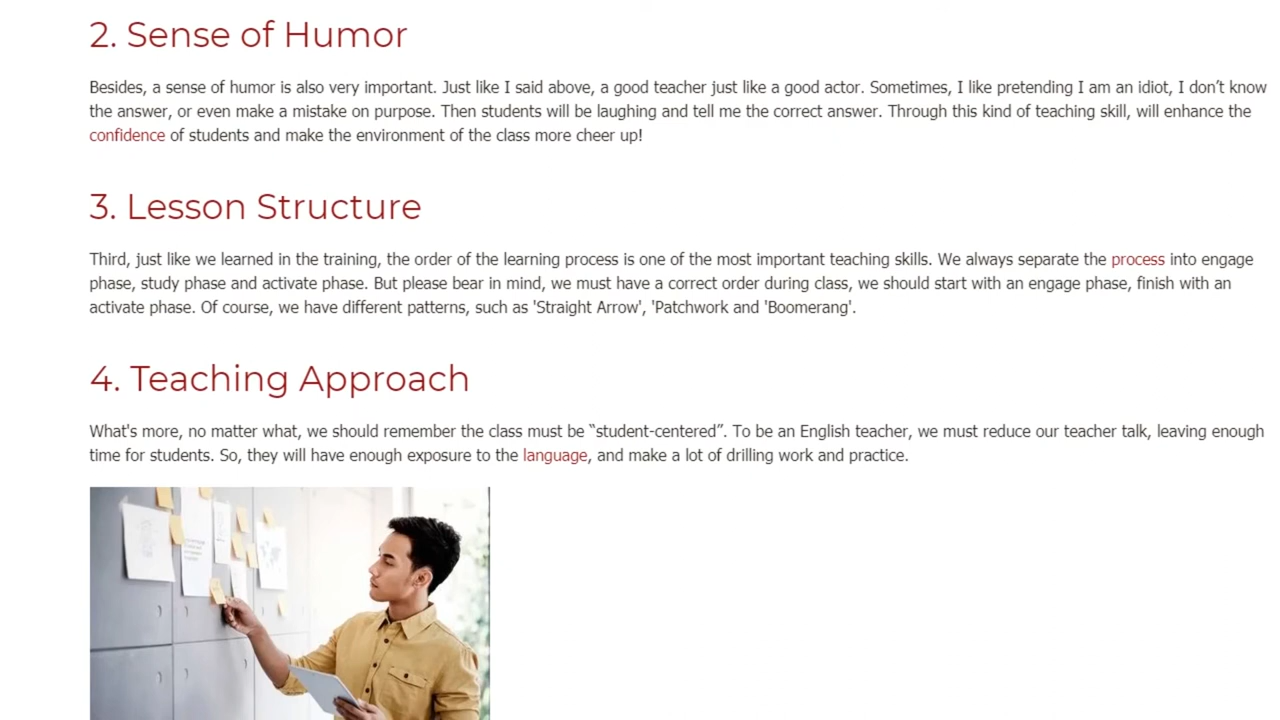 2. Sense of Humor
Besides, a sense of humor is also very important. Just like I said above, a good teacher just like a good actor. Sometimes, I like pretending I am an idiot, I don’t know
the answer, or even make a mistake on purpose. Then students will be laughing and tell me the correct answer. Through this kind of teaching skill, will enhance the
confidence of students and make the environment of the class more cheer up!
3. Lesson Structure
Third, just like we learned in the training, the order of the learning process is one of the most important teaching skills. We always separate the process into engage
phase, study phase and activate phase. But please bear in mind, we must have a correct order during class, we should start with an engage phase, finish with an
activate phase. Of course, we have different patterns, such as 'Straight Arrow', 'Patchwork and 'Boomerang'.
4. Teaching Approach
What's more, no matter what, we should remember the class must be “student-centered”. To be an English teacher, we must reduce our teacher talk, leaving enough
time for students. So, they will have enough exposure to the language, and make a lot of drilling work and practice.